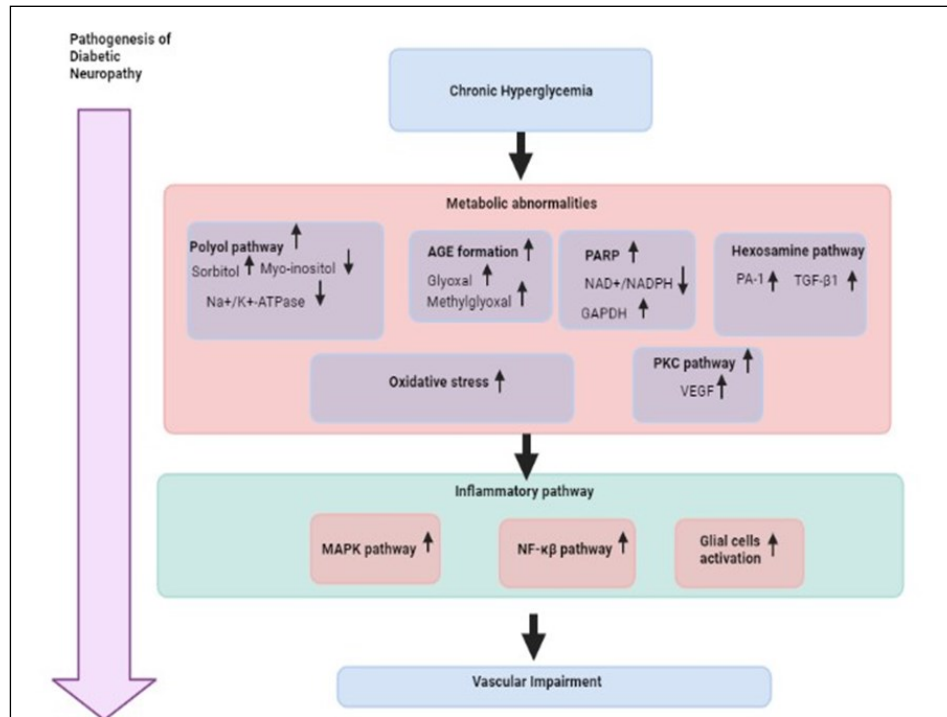 Pathogenesis of
Diabetic
Neuropathy
Chronic Hyperglycemia
Metabolic abnormalities
Polyol pathway
Sorbitol Myo-inositol
Na+/K+-ATPase
AGE formation
Glyoxal
Methylglyoxal
PARP
NAD+/NADPH
GAPDH
Hexosamine pathway
PA-1 TGF-β1
Oxidative stress
PKC pathway
VEGF
Inflammatory pathway
MAPK pathway
NF-κβ pathway
Glial cells
activation
Vascular Impairment